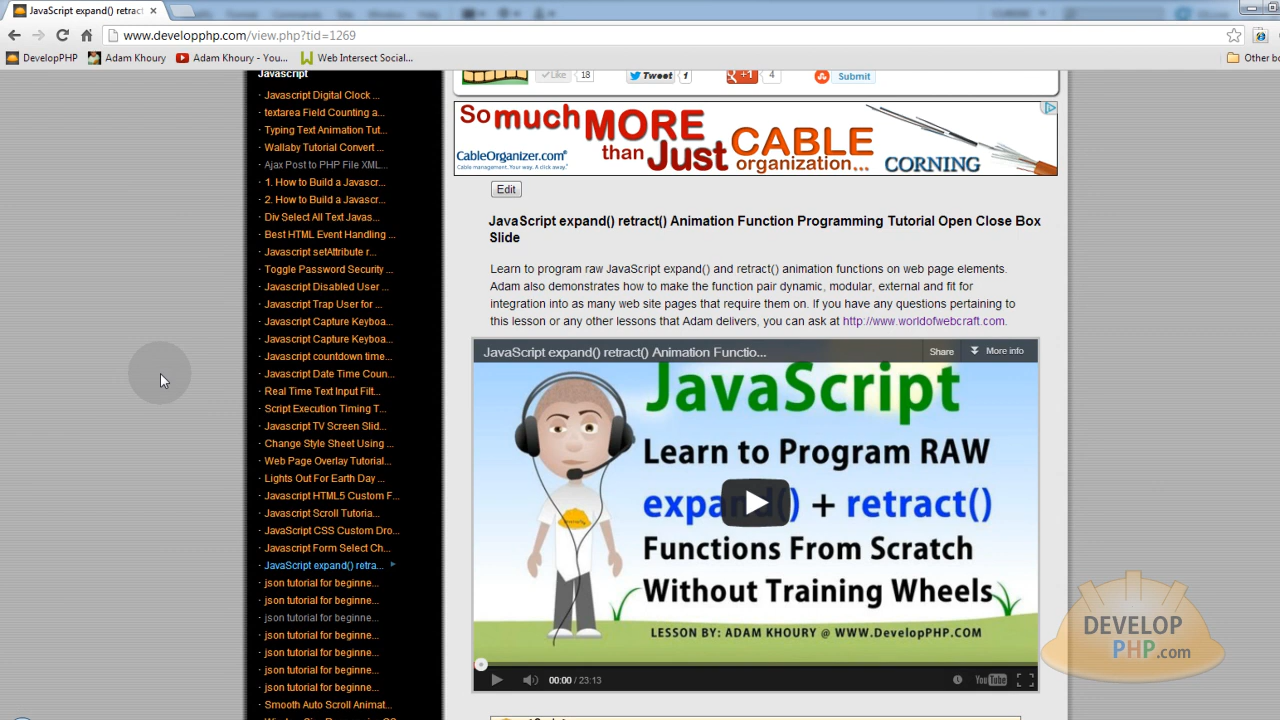 JavaScript expand() retract
www.developphp.com/view.php?tid=1269
DevelopPHP
Adam Khoury
Adam Khoury - You...
Web Intersect Social...
Other bo
Javascript
Javascript Digital Clock ...
textarea Field Counting a...
Typing Text Animation Tut...
Wallaby Tutorial Convert ...
Ajax Post to PHP File XML...
1. How to Build a Javascr...
2. How to Build a Javascr...
Div Select All Text Javas...
Best HTML Event Handling ...
Javascript setAttribute r...
Toggle Password Security ...
Javascript Disabled User ...
Javascript Trap User for ...
Javascript Capture Keyboa...
Javascript Capture Keyboa...
Javascript countdown time...
Javascript Date Time Coun...
Real Time Text Input Filt...
Script Execution Timing T...
Javascript TV Screen Slid...
Change Style Sheet Using ...
Web Page Overlay Tutorial...
Lights Out For Earth Day ...
Javascript HTML5 Custom F...
Javascript Scroll Tutoria...
JavaScript CSS Custom Dro...
Javascript Form Select Ch...
JavaScript expand() retra...
json tutorial for beginne...
json tutorial for beginne...
json tutorial for beginne...
json tutorial for beginne...
json tutorial for beginne...
json tutorial for beginne...
json tutorial for beginne...
Smooth Auto Scroll Animat...
Like 18
Tweet 1
+1 4
Submit
So much MORE
than Just CABLE
organization...
CableOrganizer.com®
Cable management. Your way. A click away.®
CORNING
Edit
JavaScript expand() retract() Animation Function Programming Tutorial Open Close Box
Slide
Learn to program raw JavaScript expand() and retract() animation functions on web page elements.
Adam also demonstrates how to make the function pair dynamic, modular, external and fit for
integration into as many web site pages that require them on. If you have any questions pertaining to
this lesson or any other lessons that Adam delivers, you can ask at http://www.worldofwebcraft.com.
JavaScript expand() retract() Animation Functio...
Share
More info
JavaScript
Learn to Program RAW
expand() + retract()
Functions From Scratch
Without Training Wheels
LESSON BY: ADAM KHOURY @ WWW.DevelopPHP.COM
00:00 / 23:13
YouTube
DEVELOP
PHP.com